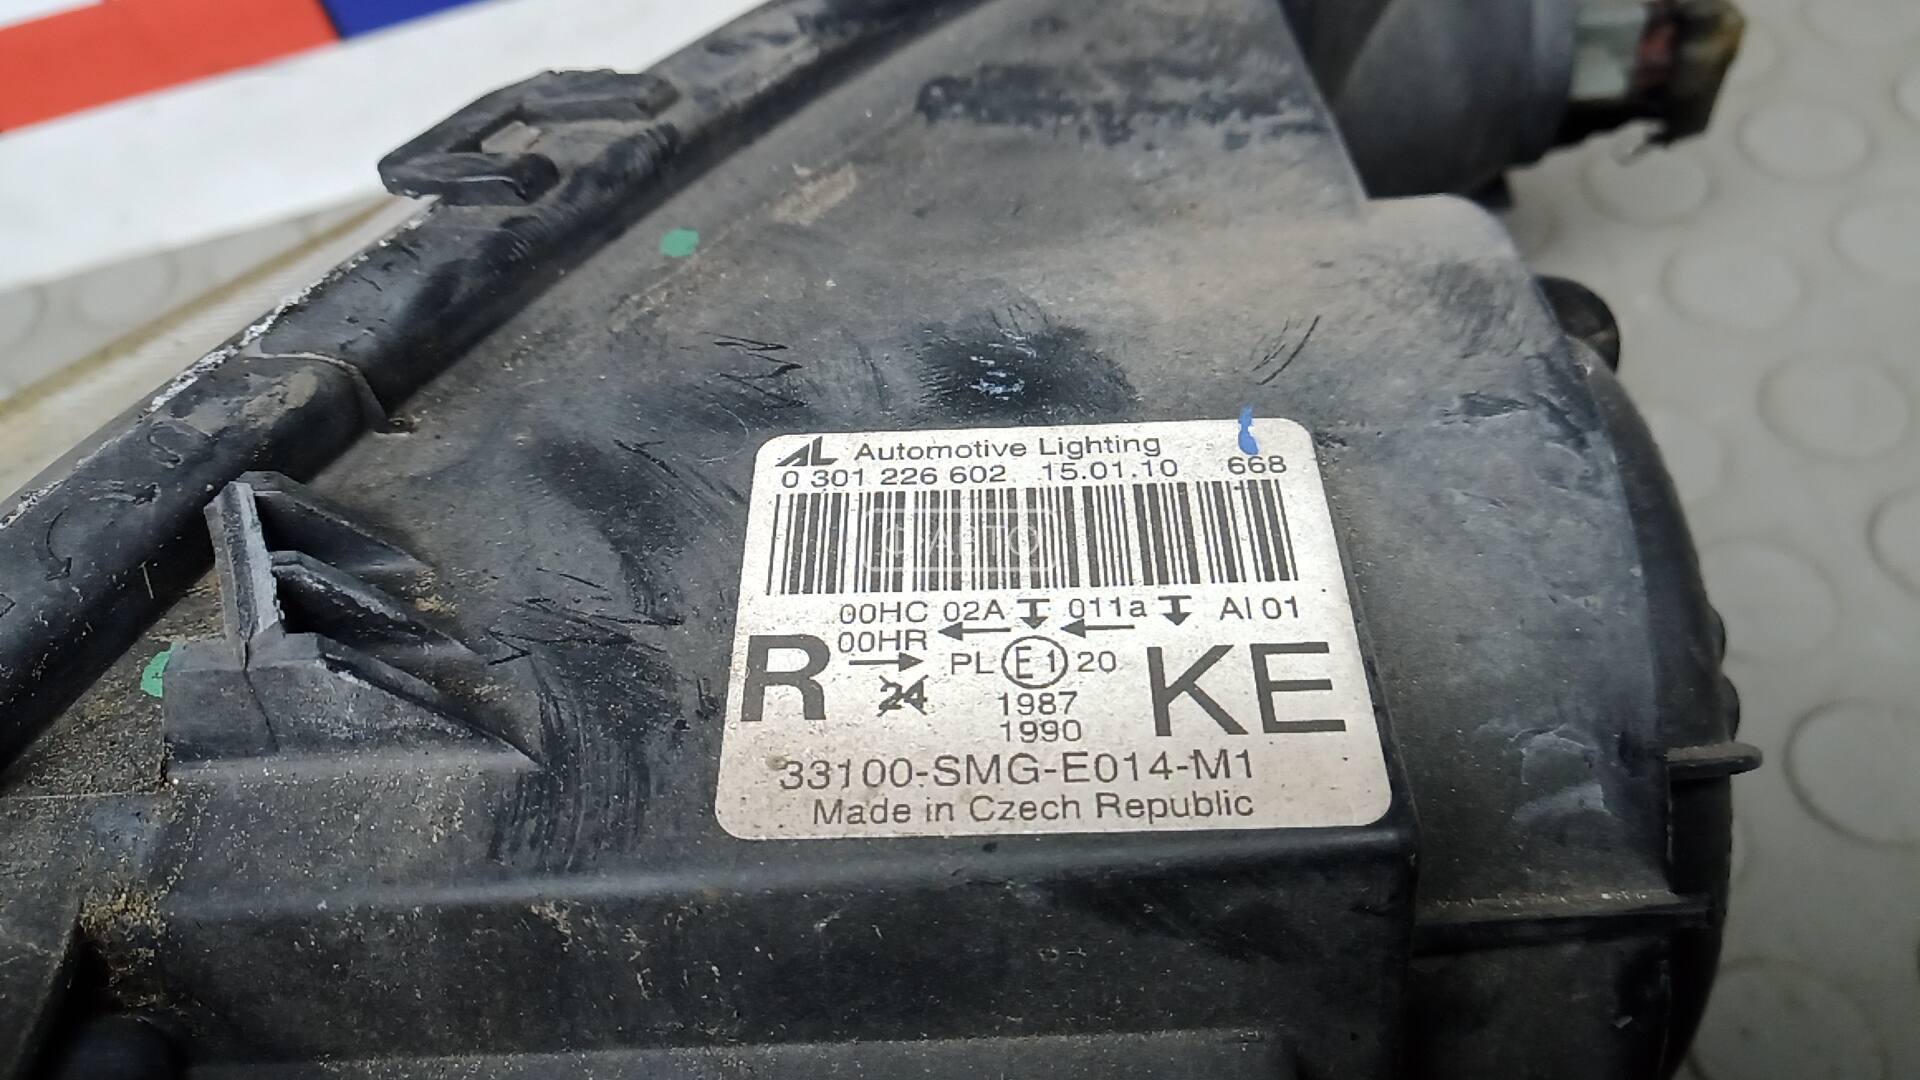 AL Automotive Lighting
0 301 226 602 15.01.10 668
00HC 02A 011a AI 01
00HR
R PL E1 20 KE
24
1987
1990
33100-SMG-E014-M1
Made in Czech Republic